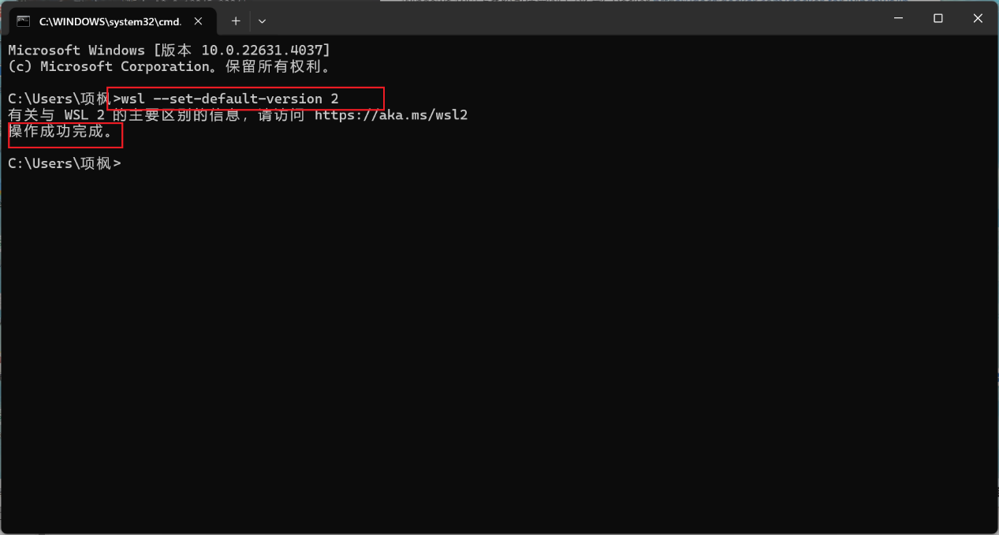 C:\WINDOWS\system32\cmd.
Microsoft Windows [版本 10.0.22631.4037]
(c) Microsoft Corporation。保留所有权利。
C:\Users\项枫>wsl --set-default-version 2
有关与 WSL 2 的主要区别的信息，请访问 https://aka.ms/wsl2
操作成功完成。
C:\Users\项枫>